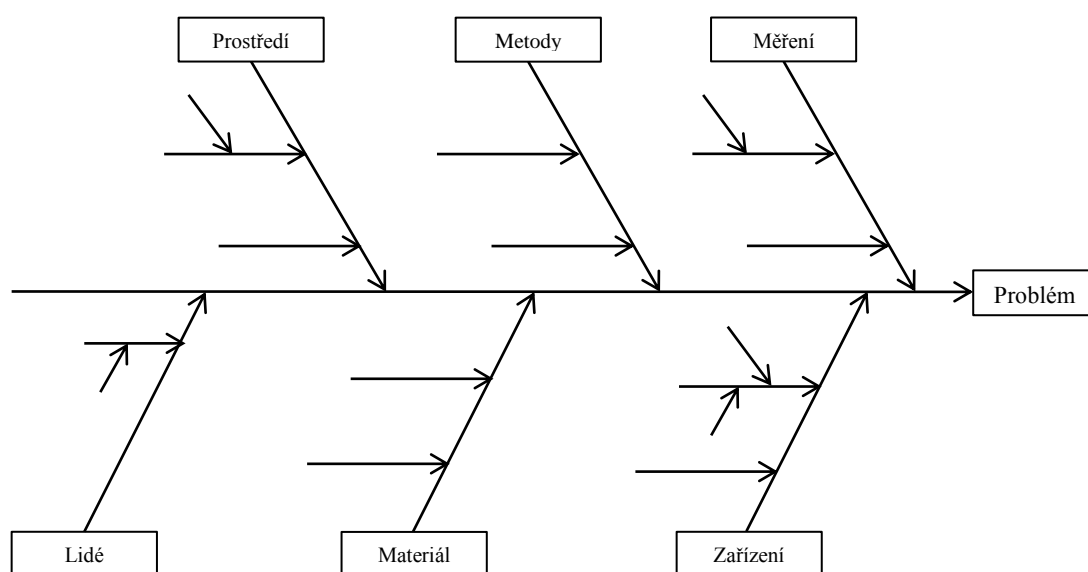 Prostředí
Metody
Měření
Problém
Lidé
Materiál
Zařízení